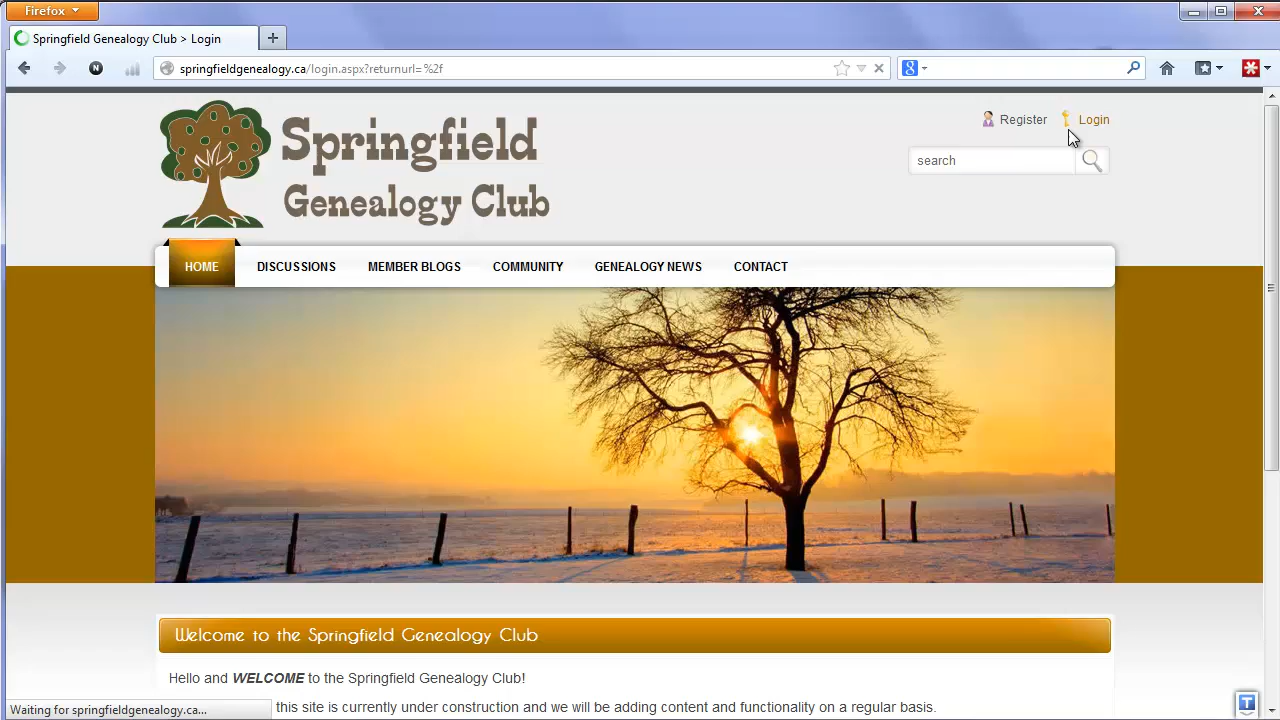 Firefox
Springfield Genealogy Club > Login
springfieldgenealogy.ca/login.aspx?returnurl=%2f
Register
Login
Springfield
Genealogy Club
search
HOME
DISCUSSIONS
MEMBER BLOGS
COMMUNITY
GENEALOGY NEWS
CONTACT
Welcome to the Springfield Genealogy Club
Hello and WELCOME to the Springfield Genealogy Club!
this site is currently under construction and we will be adding content and functionality on a regular basis.
Waiting for springfieldgenealogy.ca...